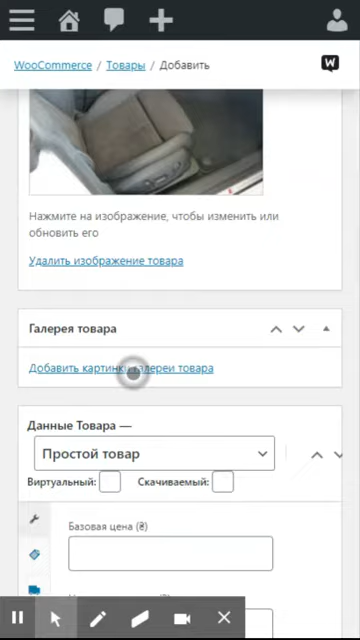 WooCommerce / Товары / Добавить
Нажмите на изображение, чтобы изменить или
обновить его
Удалить изображение товара
Галерея товара
Добавить картинки галереи товара
Данные Товара —
Простой товар
Виртуальный:
Скачиваемый:
Базовая цена (₴)